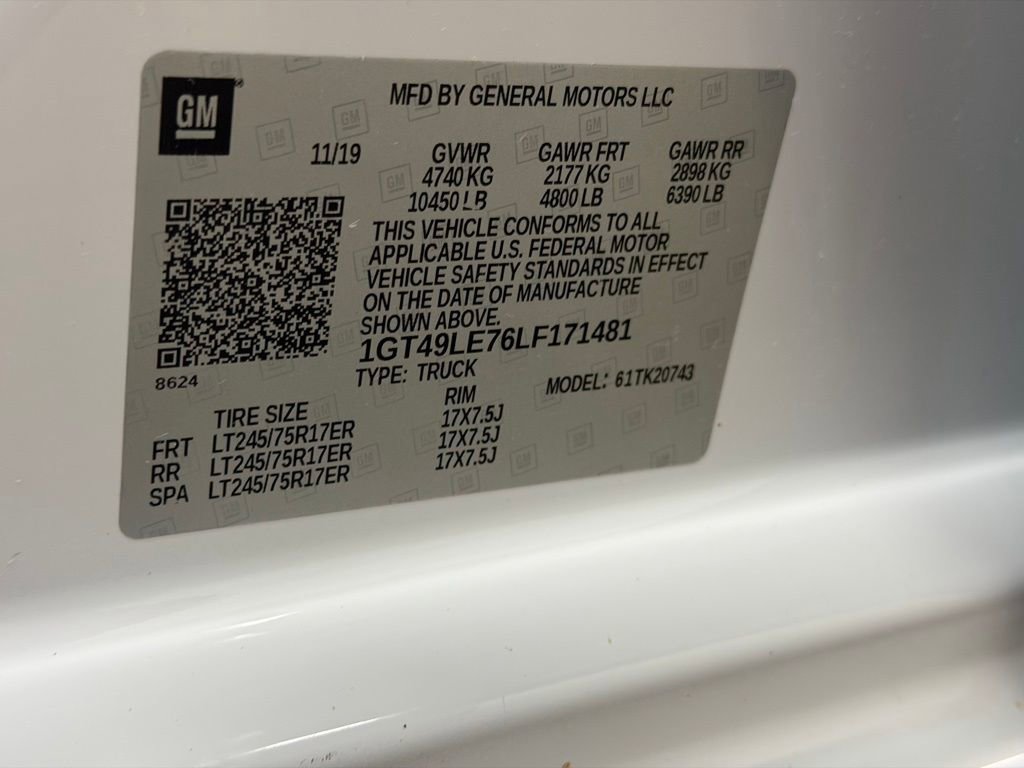 GM
MFD BY GENERAL MOTORS LLC
11/19 GVWR GAWR FRT GAWR RR
4740 KG 2177 KG 2898 KG
10450 LB 4800 LB 6390 LB
THIS VEHICLE CONFORMS TO ALL
APPLICABLE U.S. FEDERAL MOTOR
VEHICLE SAFETY STANDARDS IN EFFECT
ON THE DATE OF MANUFACTURE
SHOWN ABOVE.
1GT49LE76LF171481
8624
TYPE: TRUCK MODEL: 61TK20743
TIRE SIZE RIM
FRT LT245/75R17ER 17X7.5J
RR LT245/75R17ER 17X7.5J
SPA LT245/75R17ER 17X7.5J